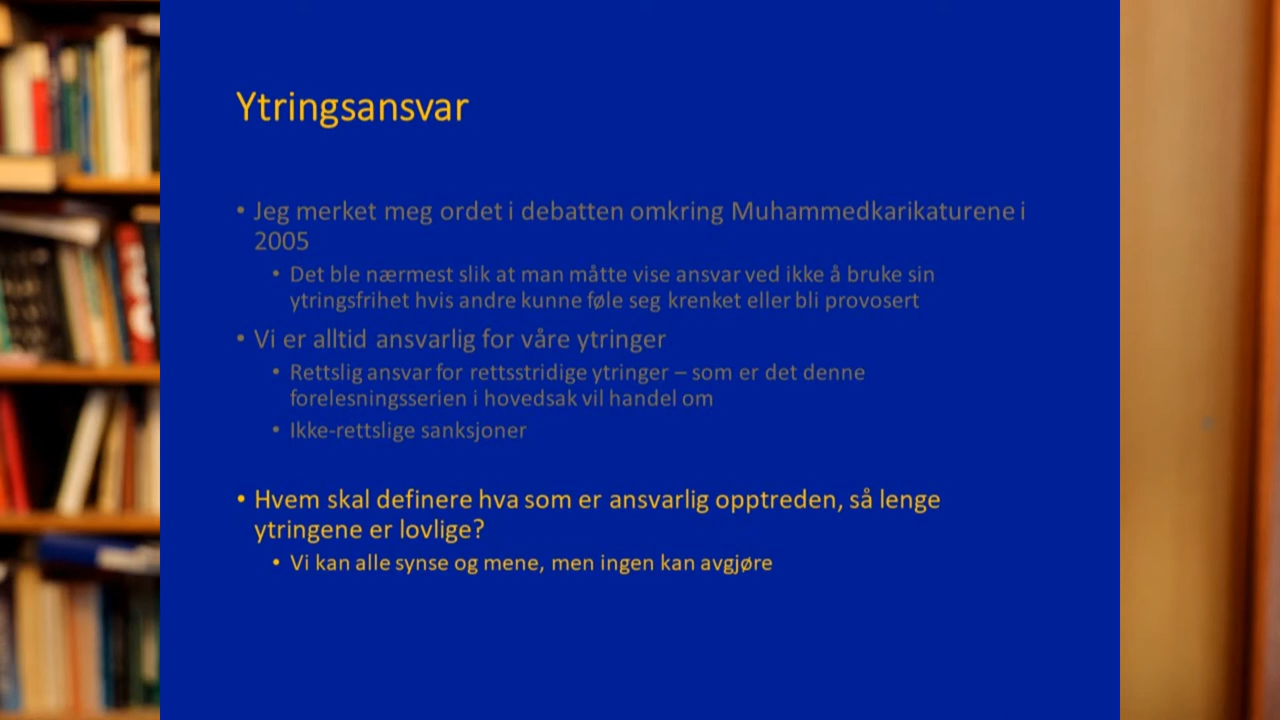 Ytringsansvar
• Jeg merket meg ordet i debatten omkring Muhammedkarikaturene i
2005
• Det ble nærmest slik at man måtte vise ansvar ved ikke å bruke sin
ytringsfrihet hvis andre kunne føle seg krenket eller bli provosert
• Vi er alltid ansvarlig for våre ytringer
• Rettslig ansvar for rettsstridige ytringer – som er det denne
forelesningsserien i hovedsak vil handel om
• Ikke-rettslige sanksjoner
• Hvem skal definere hva som er ansvarlig opptreden, så lenge
ytringene er lovlige?
• Vi kan alle synse og mene, men ingen kan avgjøre